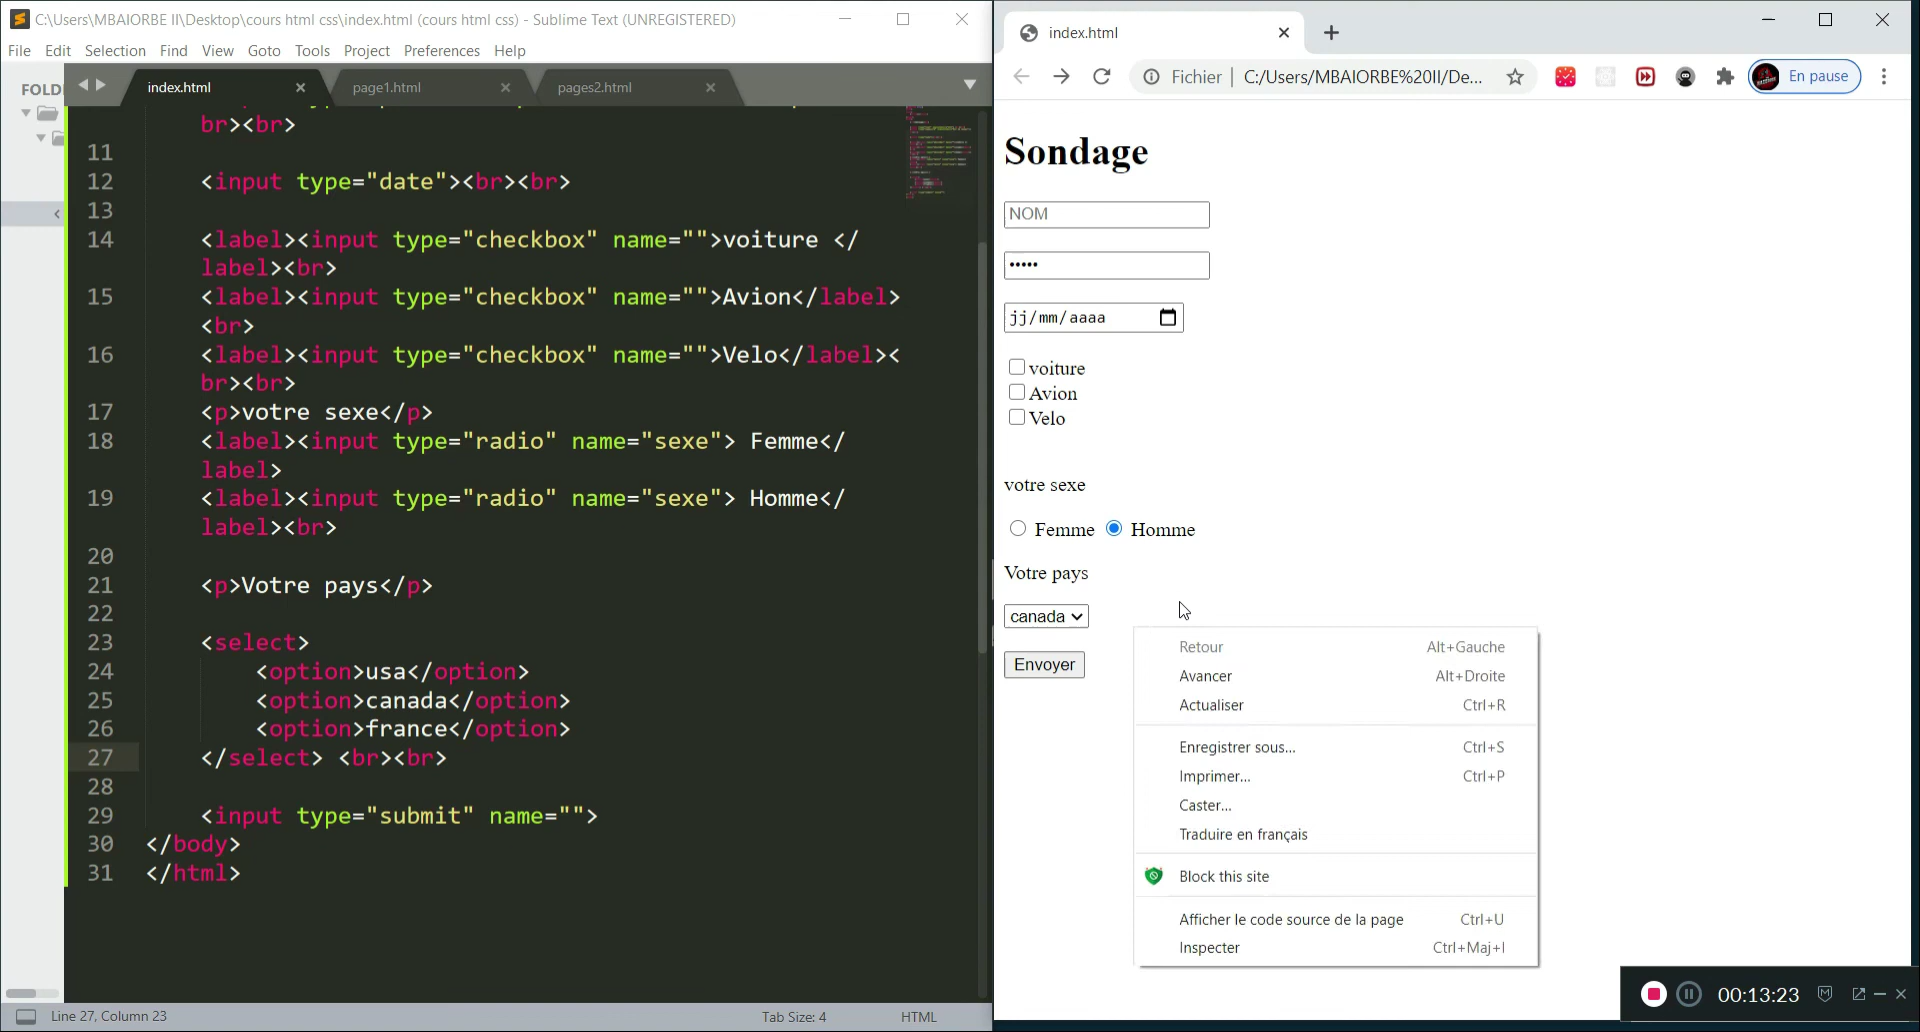 C:\Users\MBAIORBE II\Desktop\cours html css\index.html (cours html css) - Sublime Text (UNREGISTERED)
File Edit Selection Find View Goto Tools Project Preferences Help
FOLD
index.html page1.html pages2.html
br><br>
11
12 <input type="date"><br><br>
13
14 <label><input type="checkbox" name="">voiture </
label><br>
15 <label><input type="checkbox" name="">Avion</label>
<br>
16 <label><input type="checkbox" name="">Velo</label><
br><br>
17 <p>votre sexe</p>
18 <label><input type="radio" name="sexe"> Femme</
label>
19 <label><input type="radio" name="sexe"> Homme</
label><br>
20
21 <p>Votre pays</p>
22
23 <select>
24 <option>usa</option>
25 <option>canada</option>
26 <option>france</option>
27 </select> <br><br>
28
29 <input type="submit" name="">
30 </body>
31 </html>
Line 27, Column 23 Tab Size: 4 HTML
index.html
Fichier C:/Users/MBAIORBE%20II/De... En pause
Sondage
NOM
•••••
jj/mm/aaaa
voiture
Avion
Velo
votre sexe
Femme Homme
Votre pays
canada
Envoyer
Retour Alt+Gauche
Avancer Alt+Droite
Actualiser Ctrl+R
Enregistrer sous... Ctrl+S
Imprimer... Ctrl+P
Caster...
Traduire en français
Block this site
Afficher le code source de la page Ctrl+U
Inspecter Ctrl+Maj+I
00:13:23